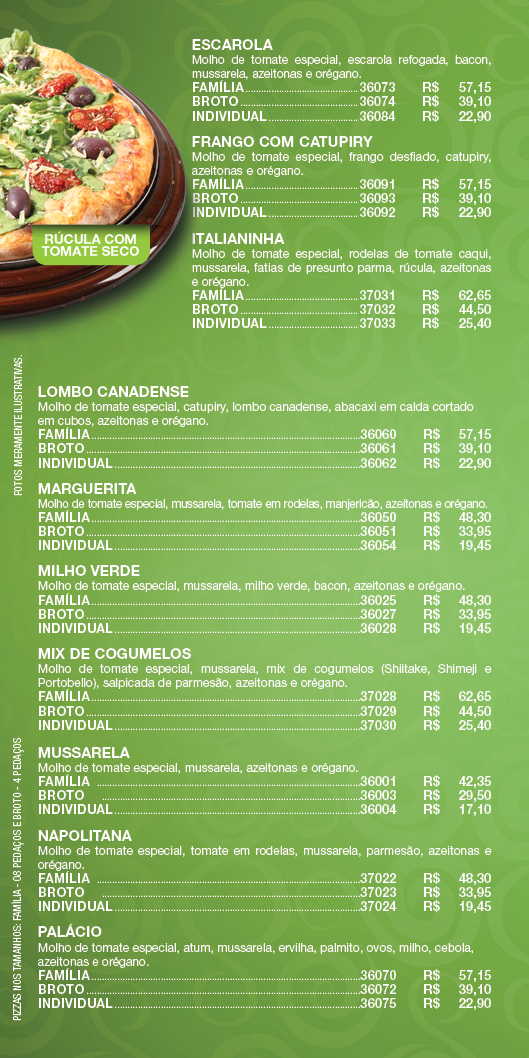 ESCAROLA
Molho de tomate especial, escarola refogada, bacon,
mussarela, azeitonas e orégano.
FAMÍLIA 36073 R$ 57,15
BROTO 36074 R$ 39,10
INDIVIDUAL 36084 R$ 22,90
FRANGO COM CATUPIRY
Molho de tomate especial, frango desfiado, catupiry,
azeitonas e orégano.
FAMÍLIA 36091 R$ 57,15
BROTO 36093 R$ 39,10
INDIVIDUAL 36092 R$ 22,90
RÚCULA COM
TOMATE SECO
ITALIANINHA
Molho de tomate especial, rodelas de tomate caqui,
mussarela, fatias de presunto parma, rúcula, azeitonas
e orégano.
FAMÍLIA 37031 R$ 62,65
BROTO 37032 R$ 44,50
INDIVIDUAL 37033 R$ 25,40
FOTOS MERAMENTE ILUSTRATIVAS.
LOMBO CANADENSE
Molho de tomate especial, catupiry, lombo canadense, abacaxi em calda cortado
em cubos, azeitonas e orégano.
FAMÍLIA 36060 R$ 57,15
BROTO 36061 R$ 39,10
INDIVIDUAL 36062 R$ 22,90
MARGUERITA
Molho de tomate especial, mussarela, tomate em rodelas, manjericão, azeitonas e orégano.
FAMÍLIA 36050 R$ 48,30
BROTO 36051 R$ 33,95
INDIVIDUAL 36054 R$ 19,45
MILHO VERDE
Molho de tomate especial, mussarela, milho verde, bacon, azeitonas e orégano.
FAMÍLIA 36025 R$ 48,30
BROTO 36027 R$ 33,95
INDIVIDUAL 36028 R$ 19,45
MIX DE COGUMELOS
Molho de tomate especial, mussarela, mix de cogumelos (Shiitake, Shimeji e
Portobello), salpicada de parmesão, azeitonas e orégano.
FAMÍLIA 37028 R$ 62,65
BROTO 37029 R$ 44,50
INDIVIDUAL 37030 R$ 25,40
MUSSARELA
Molho de tomate especial, mussarela, azeitonas e orégano.
FAMÍLIA 36001 R$ 42,35
BROTO 36003 R$ 29,50
INDIVIDUAL 36004 R$ 17,10
NAPOLITANA
Molho de tomate especial, tomate em rodelas, mussarela, parmesão, azeitonas e
orégano.
FAMÍLIA 37022 R$ 48,30
BROTO 37023 R$ 33,95
INDIVIDUAL 37024 R$ 19,45
PALÁCIO
Molho de tomate especial, atum, mussarela, ervilha, palmito, ovos, milho, cebola,
azeitonas e orégano.
FAMÍLIA 36070 R$ 57,15
BROTO 36072 R$ 39,10
INDIVIDUAL 36075 R$ 22,90
PIZZAS NOS TAMANHOS: FAMÍLIA - 08 PEDAÇOS E BROTO - 4 PEDAÇOS